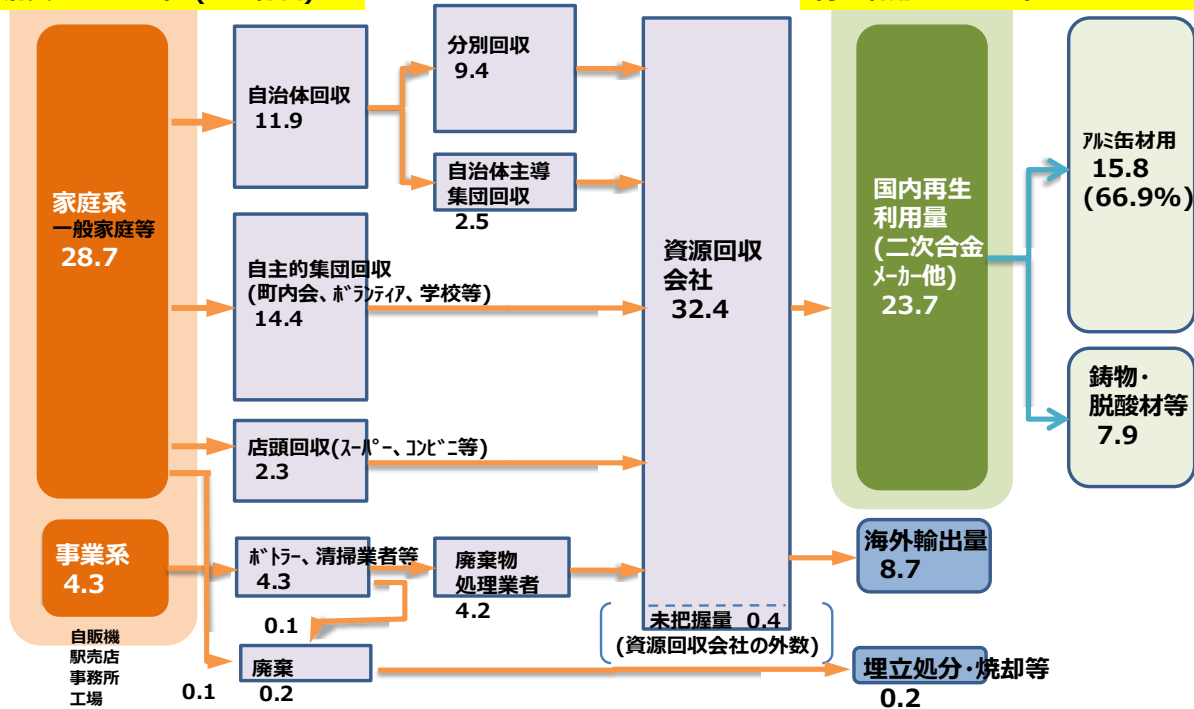 家庭系
一般家庭等
28.7
事業系
4.3
自販機
駅売店
事務所
工場
自治体回収
11.9
自主的集団回収
(町内会、ﾎﾞﾗﾝﾃｨｱ、学校等)
14.4
店頭回収(ｽｰﾊﾟｰ、ｺﾝﾋﾞﾆ等)
2.3
ﾎﾞﾄﾗｰ、清掃業者等
4.3
0.1
廃棄
0.2
0.1
分別回収
9.4
自治体主導
集団回収
2.5
廃棄物
処理業者
4.2
資源回収
会社
32.4
未把握量 0.4
(資源回収会社の外数)
国内再生
利用量
(二次合金
ﾒｰｶｰ他)
23.7
海外輸出量
8.7
埋立処分・焼却等
0.2
ｱﾙﾐ缶材用
15.8
(66.9%)
鋳物・
脱酸材等
7.9